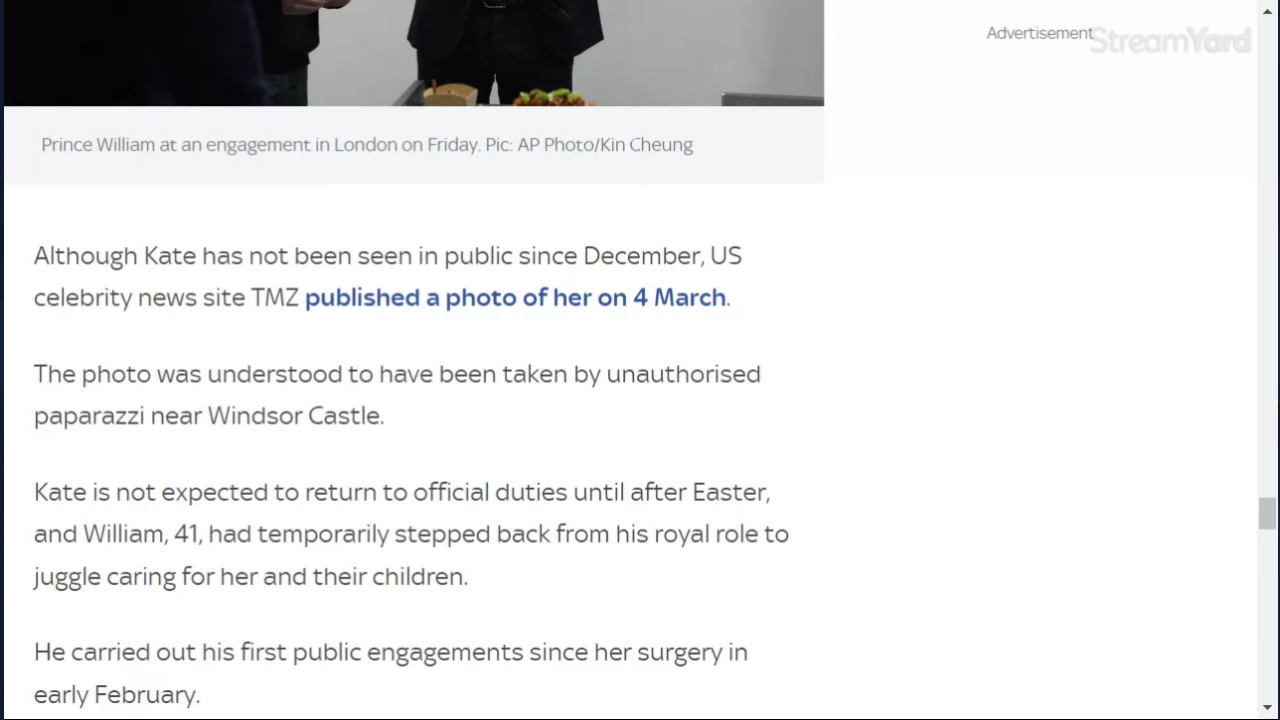 Advertisement
StreamYard
Prince William at an engagement in London on Friday. Pic: AP Photo/Kin Cheung
Although Kate has not been seen in public since December, US
celebrity news site TMZ published a photo of her on 4 March.
The photo was understood to have been taken by unauthorised
paparazzi near Windsor Castle.
Kate is not expected to return to official duties until after Easter,
and William, 41, had temporarily stepped back from his royal role to
juggle caring for her and their children.
He carried out his first public engagements since her surgery in
early February.